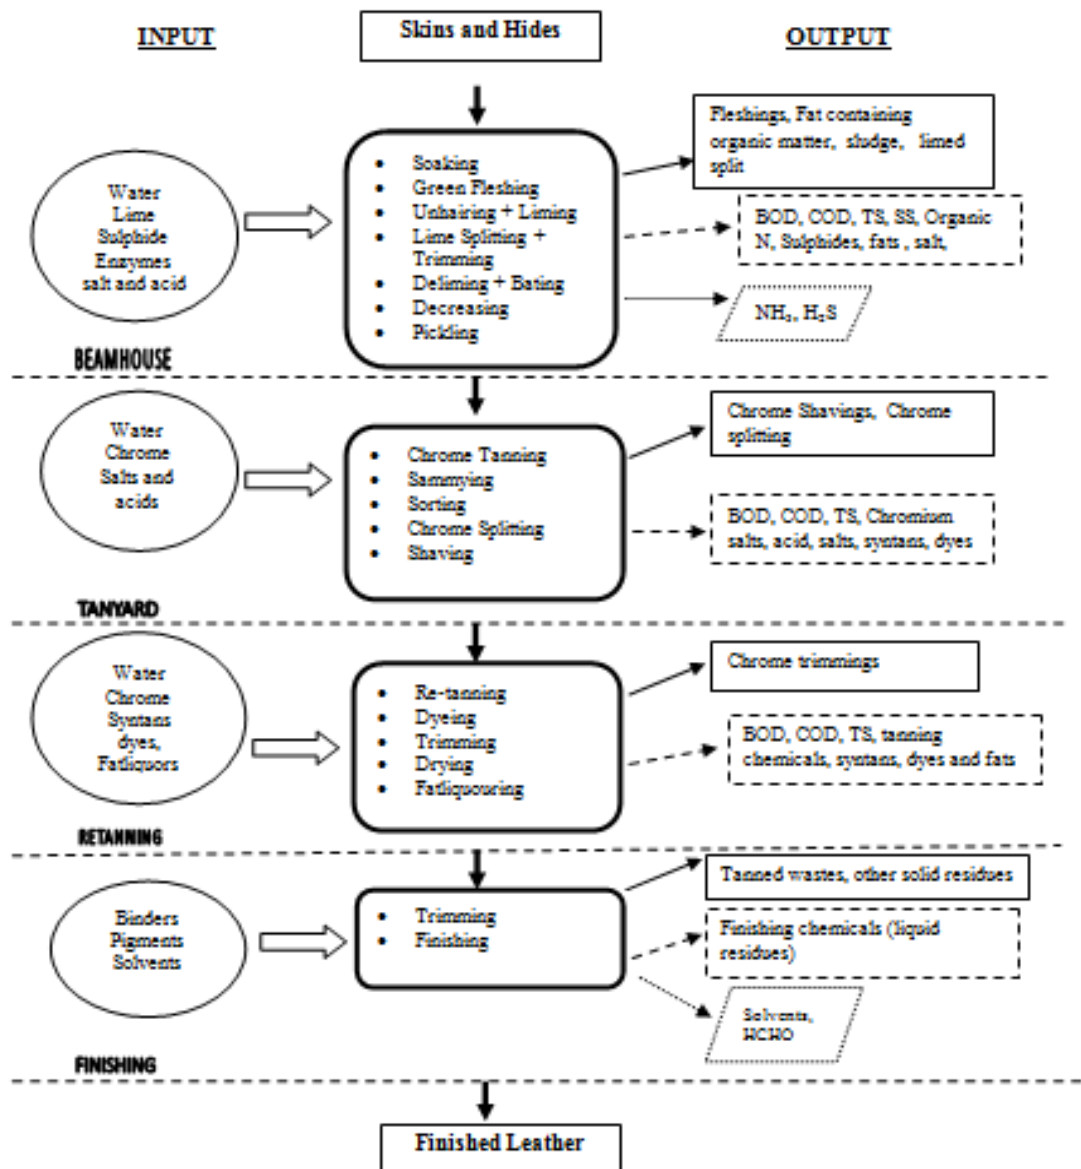 INPUT
Skins and Hides
OUTPUT
Water
Lime
Sulphide
Enzymes
salt and acid
• Soaking
• Green Fleshing
• Unhairing + Liming
• Lime Splitting +
Trimming
• Deliming + Bating
• Decreasing
• Pickling
Fleshings, Fat containing
organic matter, sludge, limed
split
BOD, COD, TS, SS, Organic
N, Sulphides, fats , salt,
NH₃, H₂S
BEAMHOUSE
Water
Chrome
Salts and
acids
• Chrome Tanning
• Sammying
• Sorting
• Chrome Splitting
• Shaving
Chrome Shavings, Chrome
splitting
BOD, COD, TS, Chromium
salts, acid, salts, syntans, dyes
TANYARD
Water
Chrome
Syntans
dyes,
Fatliquors
• Re-tanning
• Dyeing
• Trimming
• Drying
• Fatliquouring
Chrome trimmings
BOD, COD, TS, tanning
chemicals, syntans, dyes and fats
RETANNING
Binders
Pigments
Solvents
• Trimming
• Finishing
Tanned wastes, other solid residues
Finishing chemicals (liquid
residues)
Solvents,
HCHO
FINISHING
Finished Leather